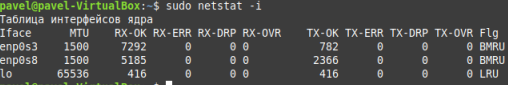 pavel@pavel-VirtualBox:~$ sudo netstat -i
Таблица интерфейсов ядра
Iface MTU RX-OK RX-ERR RX-DRP RX-OVR TX-OK TX-ERR TX-DRP TX-OVR Flg
enp0s3 1500 7292 0 0 0 782 0 0 0 BMRU
enp0s8 1500 5185 0 0 0 2366 0 0 0 BMRU
lo 65536 416 0 0 0 416 0 0 0 LRU
pavel@pavel-VirtualBox:~$